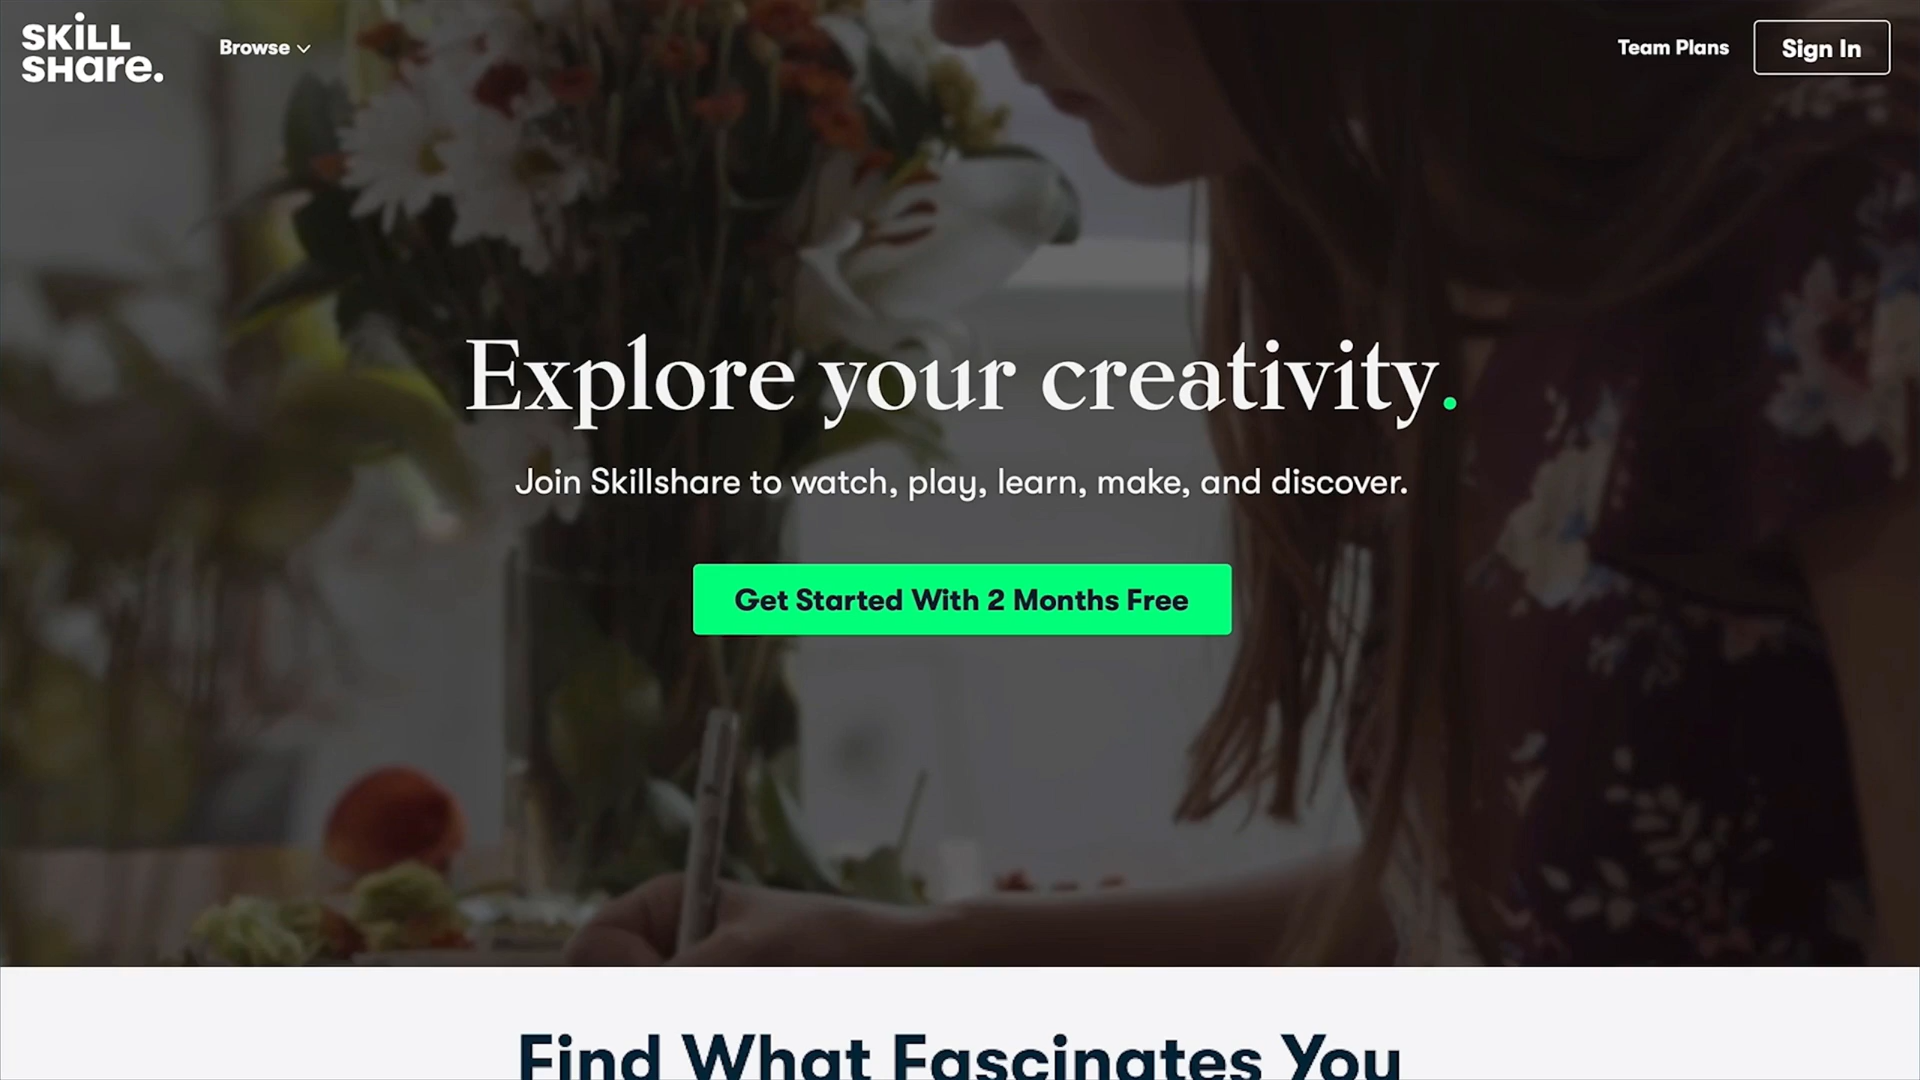 SKiLL
SHare.
Browse
Team Plans
Sign In
Explore your creativity.
Join Skillshare to watch, play, learn, make, and discover.
Get Started With 2 Months Free
Find What Fascinates You